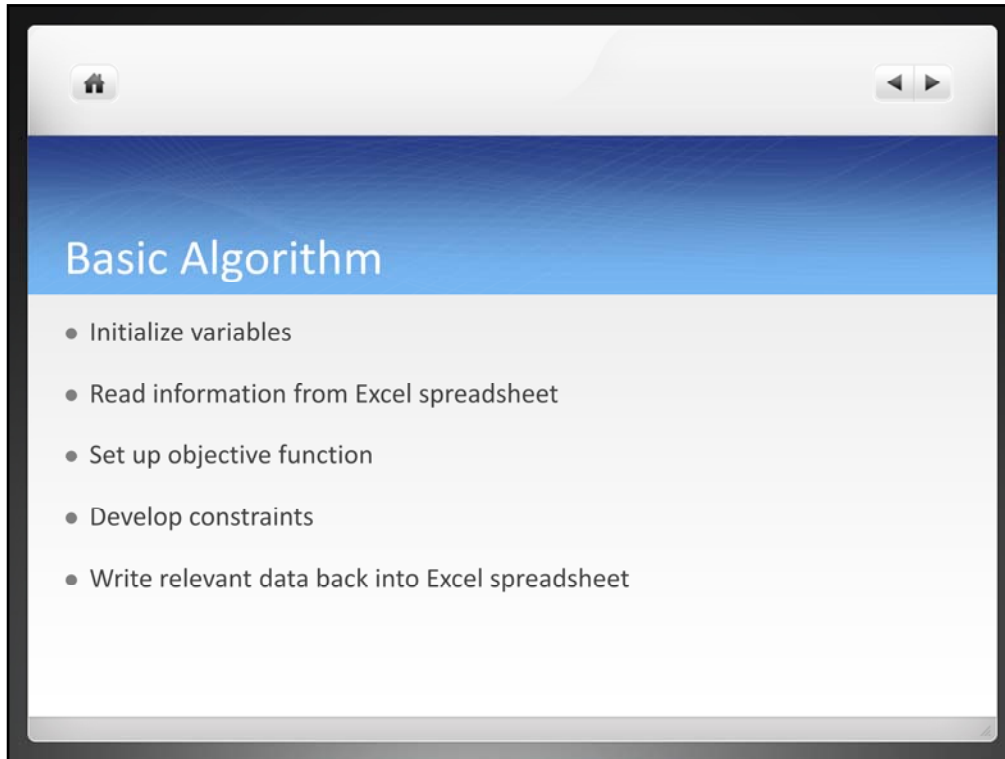 Basic Algorithm
Initialize variables
Read information from Excel spreadsheet
Set up objective function
Develop constraints
Write relevant data back into Excel spreadsheet